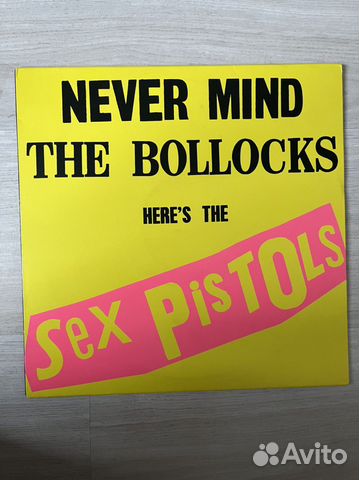 NEVER MIND
THE BOLLOCKS
HERE'S THE
Sex PiSTOLS
Avito